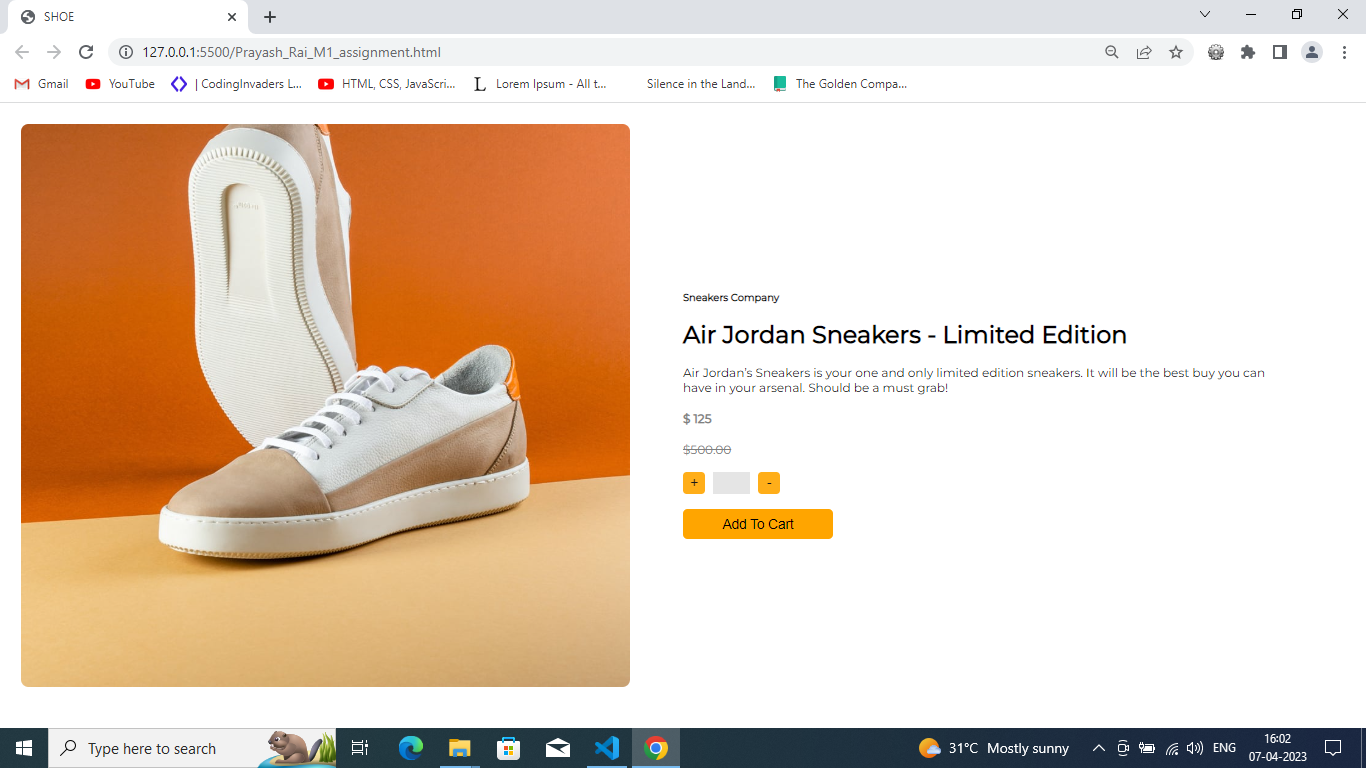 SHOE
127.0.0.1:5500/Prayash_Rai_M1_assignment.html
Gmail
YouTube
| CodingInvaders L...
HTML, CSS, JavaScri...
L
Lorem Ipsum - All t...
Silence in the Land...
The Golden Compa...
Sneakers Company
Air Jordan Sneakers - Limited Edition
Air Jordan’s Sneakers is your one and only limited edition sneakers. It will be the best buy you can
have in your arsenal. Should be a must grab!
$ 125
$500.00
+ -
Add To Cart
Type here to search
31°C Mostly sunny
ENG
16:02
07-04-2023